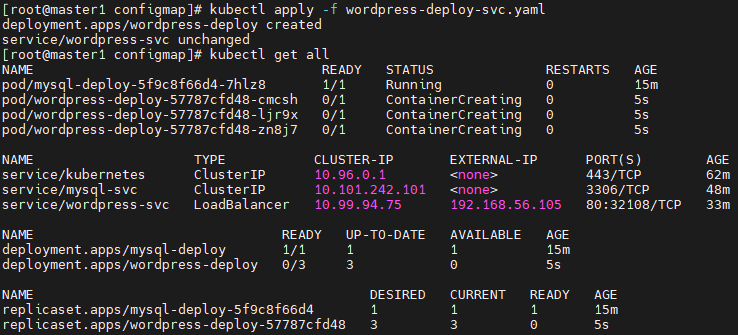 [root@master1 configmap]# kubectl apply -f wordpress-deploy-svc.yaml
deployment.apps/wordpress-deploy created
service/wordpress-svc unchanged
[root@master1 configmap]# kubectl get all
NAME READY STATUS RESTARTS AGE
pod/mysql-deploy-5f9c8f66d4-7hlz8 1/1 Running 0 15m
pod/wordpress-deploy-57787cfd48-cmcsh 0/1 ContainerCreating 0 5s
pod/wordpress-deploy-57787cfd48-ljr9x 0/1 ContainerCreating 0 5s
pod/wordpress-deploy-57787cfd48-zn8j7 0/1 ContainerCreating 0 5s
NAME TYPE CLUSTER-IP EXTERNAL-IP PORT(S) AGE
service/kubernetes ClusterIP 10.96.0.1 <none> 443/TCP 62m
service/mysql-svc ClusterIP 10.101.242.101 <none> 3306/TCP 48m
service/wordpress-svc LoadBalancer 10.99.94.75 192.168.56.105 80:32108/TCP 33m
NAME READY UP-TO-DATE AVAILABLE AGE
deployment.apps/mysql-deploy 1/1 1 1 15m
deployment.apps/wordpress-deploy 0/3 3 0 5s
NAME DESIRED CURRENT READY AGE
replicaset.apps/mysql-deploy-5f9c8f66d4 1 1 1 15m
replicaset.apps/wordpress-deploy-57787cfd48 3 3 0 5s